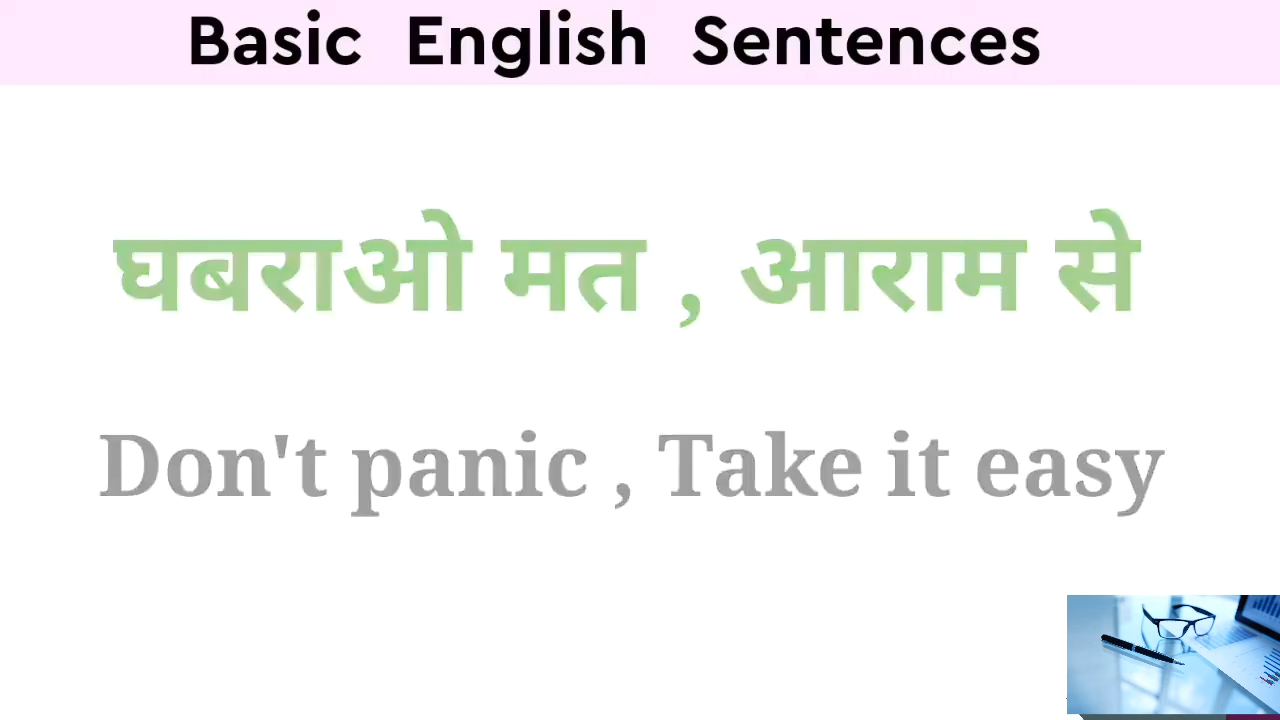 Basic English Sentences
घबराओ मत , आराम से
Don't panic , Take it easy